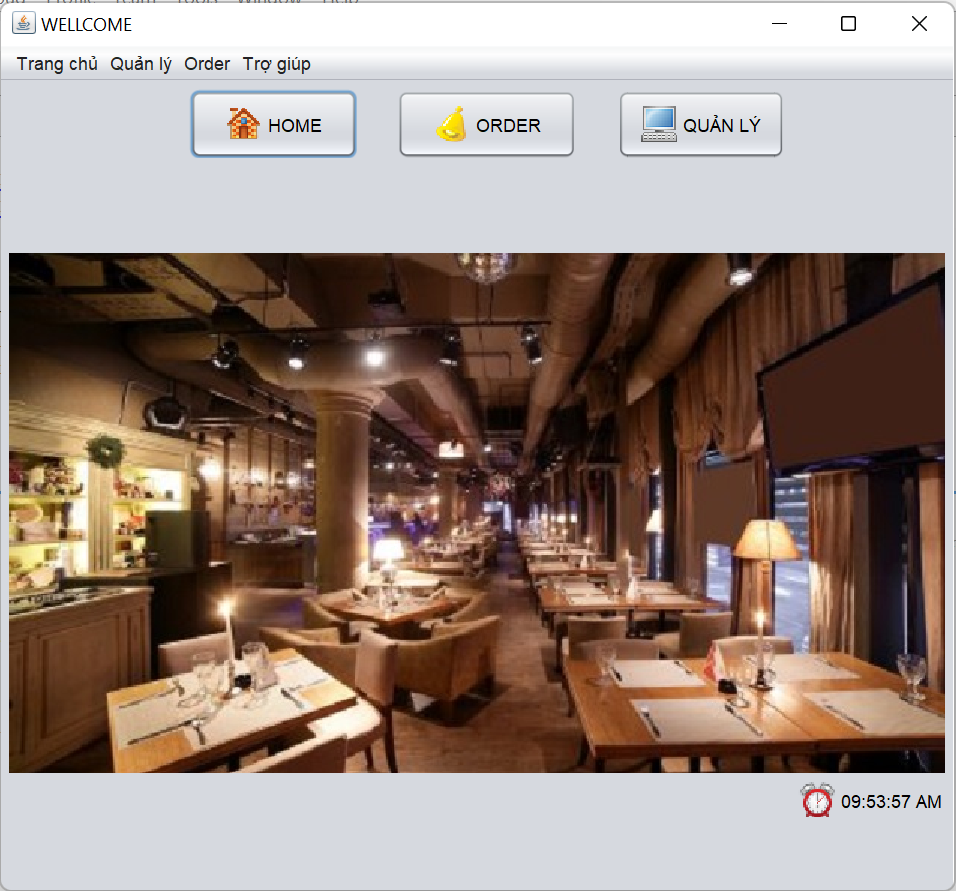 WELLCOME
Trang chủ Quản lý Order Trợ giúp
HOME ORDER QUẢN LÝ
09:53:57 AM